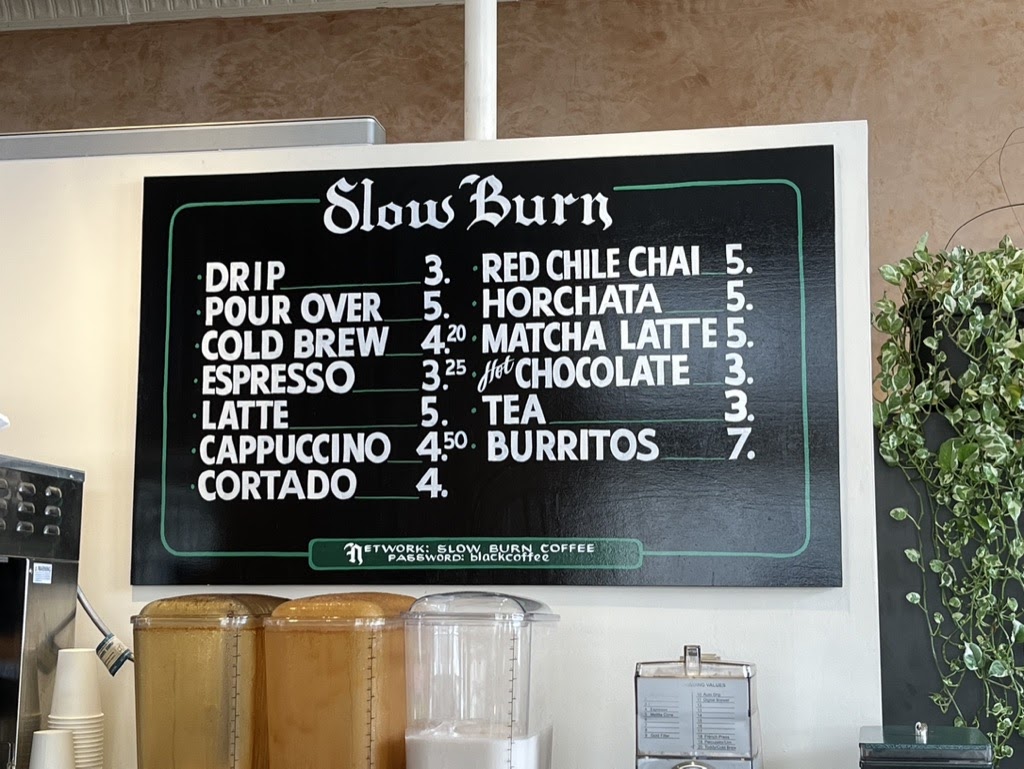 Slow Burn
· DRIP 3.
· POUR OVER 5.
· COLD BREW 4.20
· ESPRESSO 3.25
· LATTE 5.
· CAPPUCCINO 4.50
· CORTADO 4.
· RED CHILE CHAI 5.
· HORCHATA 5.
· MATCHA LATTE 5.
· Hot CHOCOLATE 3.
· TEA 3.
· BURRITOS 7.
NETWORK: SLOW BURN COFFEE
PASSWORD: blackcoffee